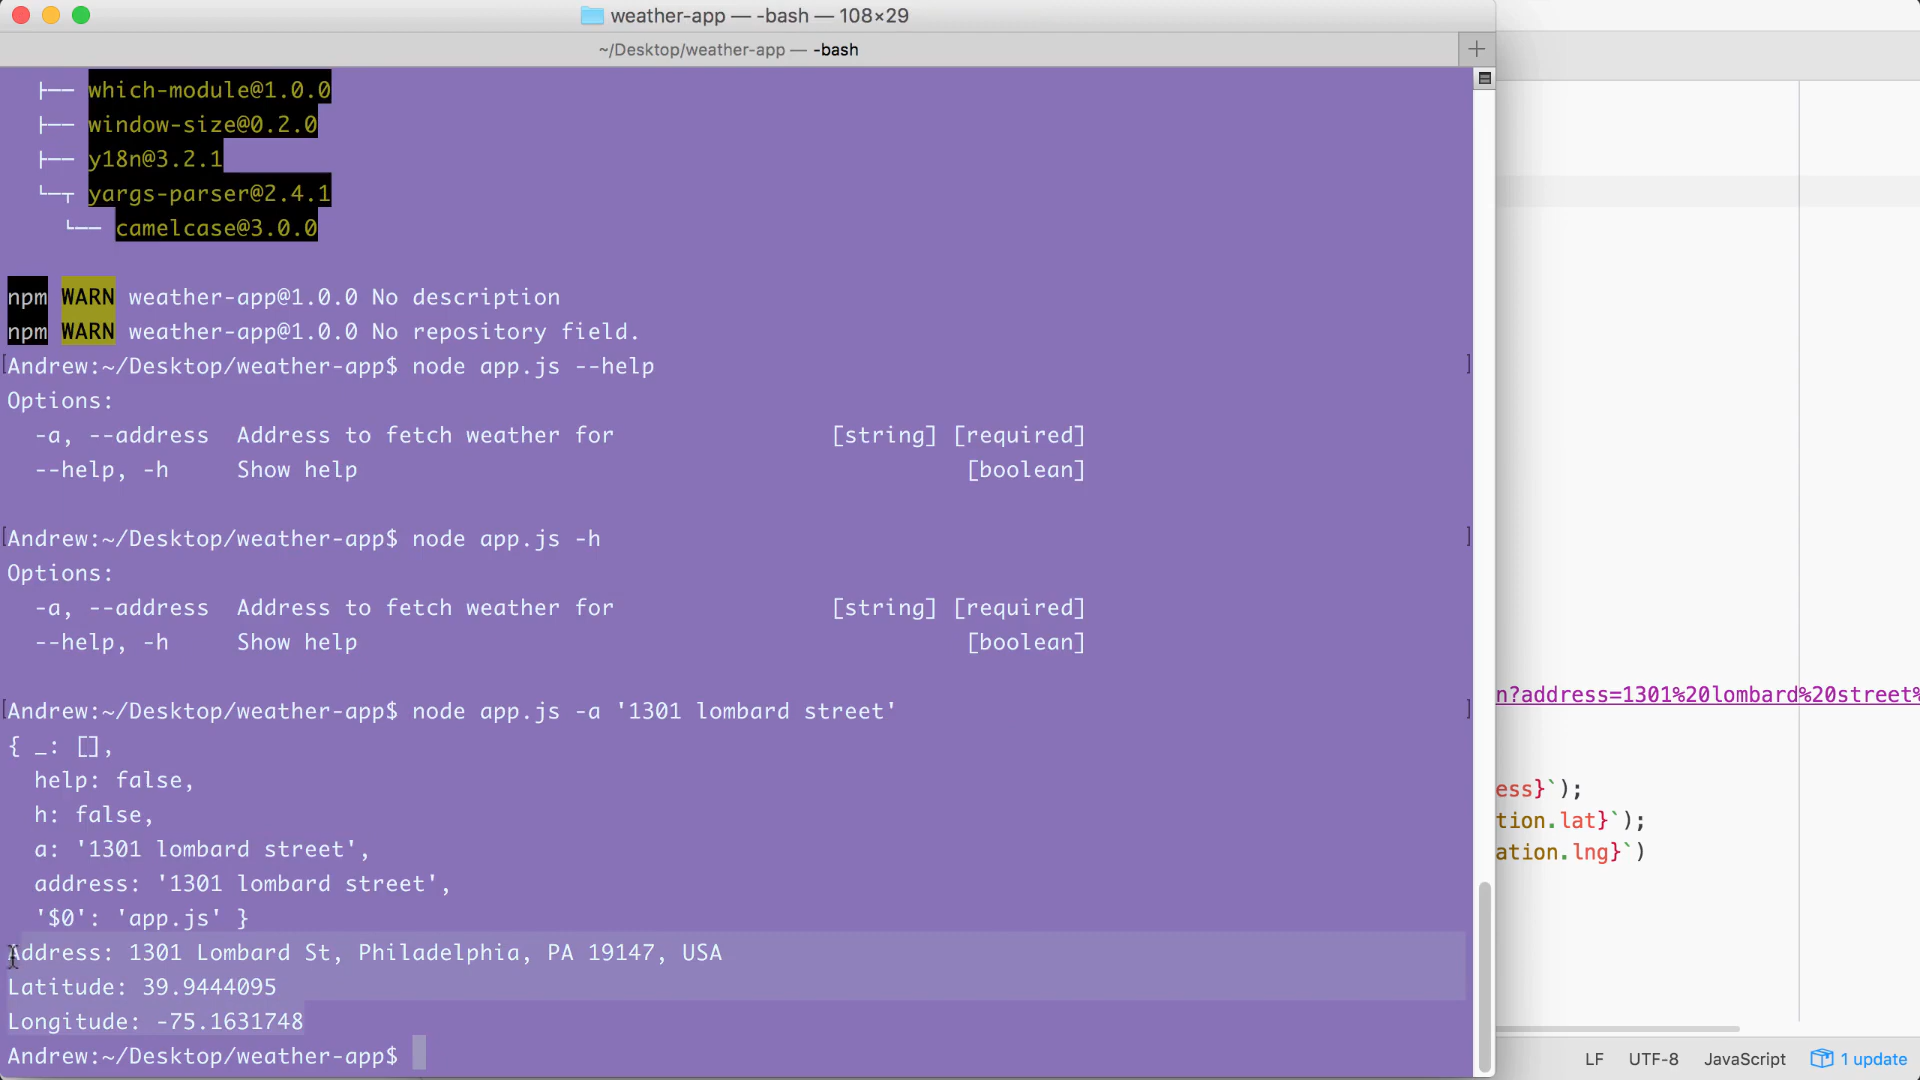 weather-app — -bash — 108×29
~/Desktop/weather-app — -bash
├── which-module@1.0.0
├── window-size@0.2.0
├── y18n@3.2.1
└─┬ yargs-parser@2.4.1
└── camelcase@3.0.0
npm WARN weather-app@1.0.0 No description
npm WARN weather-app@1.0.0 No repository field.
[Andrew:~/Desktop/weather-app$ node app.js --help ]
Options:
-a, --address  Address to fetch weather for [string] [required]
--help, -h  Show help [boolean]
[Andrew:~/Desktop/weather-app$ node app.js -h ]
Options:
-a, --address  Address to fetch weather for [string] [required]
--help, -h  Show help [boolean]
[Andrew:~/Desktop/weather-app$ node app.js -a '1301 lombard street' ]
{ _: [],
help: false,
h: false,
a: '1301 lombard street',
address: '1301 lombard street',
'$0': 'app.js' }
Address: 1301 Lombard St, Philadelphia, PA 19147, USA
Latitude: 39.9444095
Longitude: -75.1631748
Andrew:~/Desktop/weather-app$
n?address=1301%20lombard%20street%
ess}`);
tion.lat}`);
ation.lng}`)
LF UTF-8 JavaScript 1 update